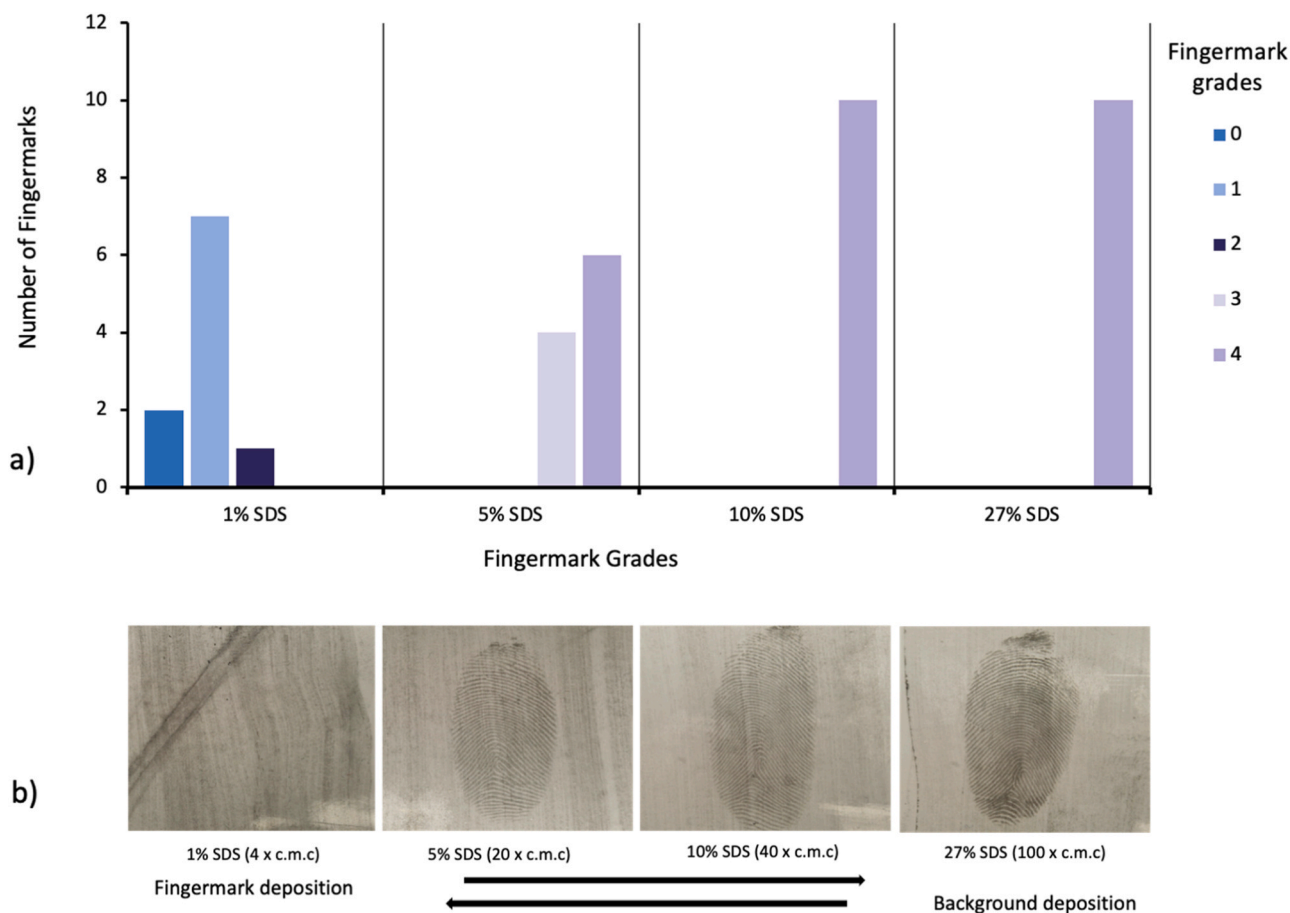 12
10
8
6
4
2
0
Number of Fingermarks
a)
1% SDS
5% SDS
10% SDS
27% SDS
Fingermark Grades
Fingermark
grades
0
1
2
3
4
b)
1% SDS (4 x c.m.c)
5% SDS (20 x c.m.c)
10% SDS (40 x c.m.c)
27% SDS (100 x c.m.c)
Fingermark deposition
Background deposition